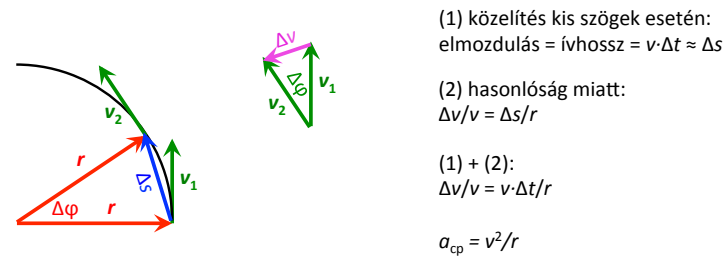 v₂
r
Δφ
r
Δs
v₁
Δv
Δφ
v₂
v₁
(1) közelítés kis szögek esetén:
elmozdulás = ívhossz = v·Δt ≈ Δs
(2) hasonlóság miatt:
Δv/v = Δs/r
(1) + (2):
Δv/v = v·Δt/r
a_cp = v²/r